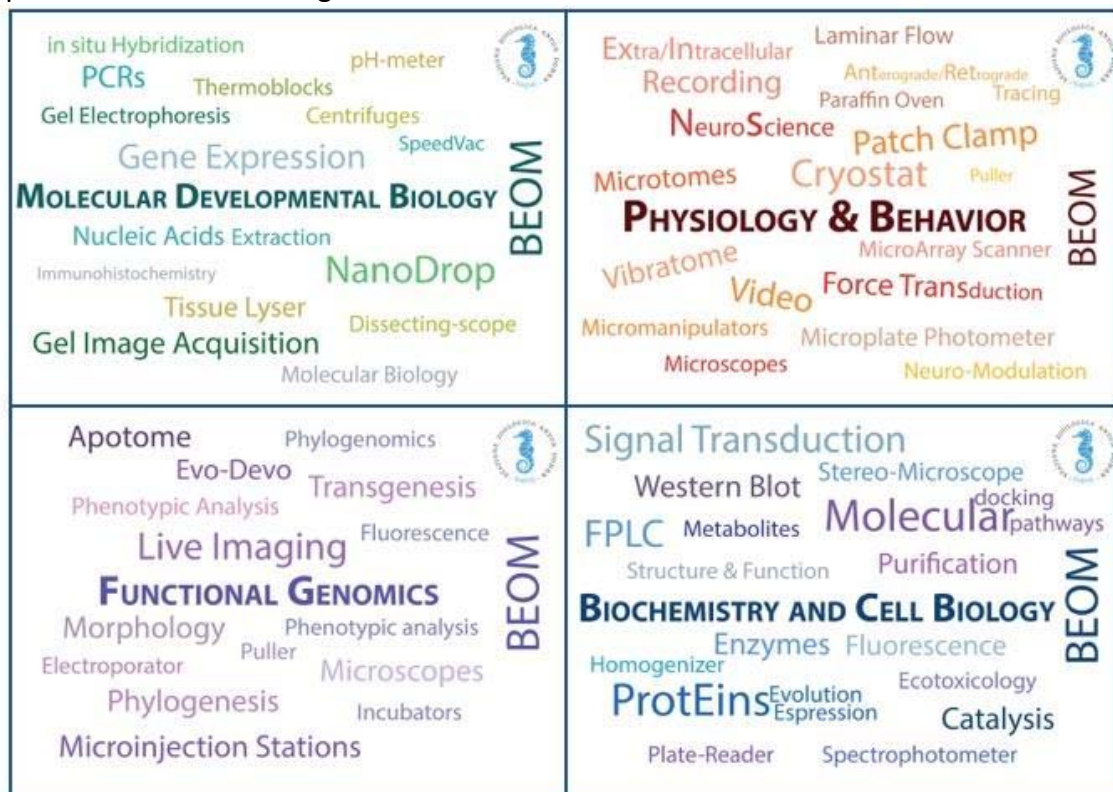 in situ Hybridization
PCRs
pH-meter
Thermoblocks
Gel Electrophoresis
Centrifuges
SpeedVac
Gene Expression
MOLECULAR DEVELOPMENTAL BIOLOGY
BEOM
Nucleic Acids Extraction
Immunohistochemistry
NanoDrop
Tissue Lyser
Dissecting-scope
Gel Image Acquisition
Molecular Biology
Extra/Intracellular
Recording
Laminar Flow
Anterograde/Retrograde
Tracing
Paraffin Oven
NeuroScience
Patch Clamp
Microtomes
Cryostat
Puller
PHYSIOLOGY & BEHAVIOR
BEOM
MicroArray Scanner
Vibratome
Video
Force Transduction
Micromanipulators
Microplate Photometer
Microscopes
Neuro-Modulation
Apotome
Phylogenomics
Evo-Devo
Transgenesis
Phenotypic Analysis
Fluorescence
Live Imaging
FUNCTIONAL GENOMICS
BEOM
Morphology
Phenotypic analysis
Puller
Electroporator
Microscopes
Phylogenesis
Incubators
Microinjection Stations
Signal Transduction
Stereo-Microscope
Western Blot
docking
Molecular
pathways
FPLC
Metabolites
Structure & Function
Purification
BIOCHEMISTRY AND CELL BIOLOGY
BEOM
Enzymes
Fluorescence
Homogenizer
Ecotoxicology
ProtEins
Evolution
Espression
Catalysis
Plate-Reader
Spectrophotometer